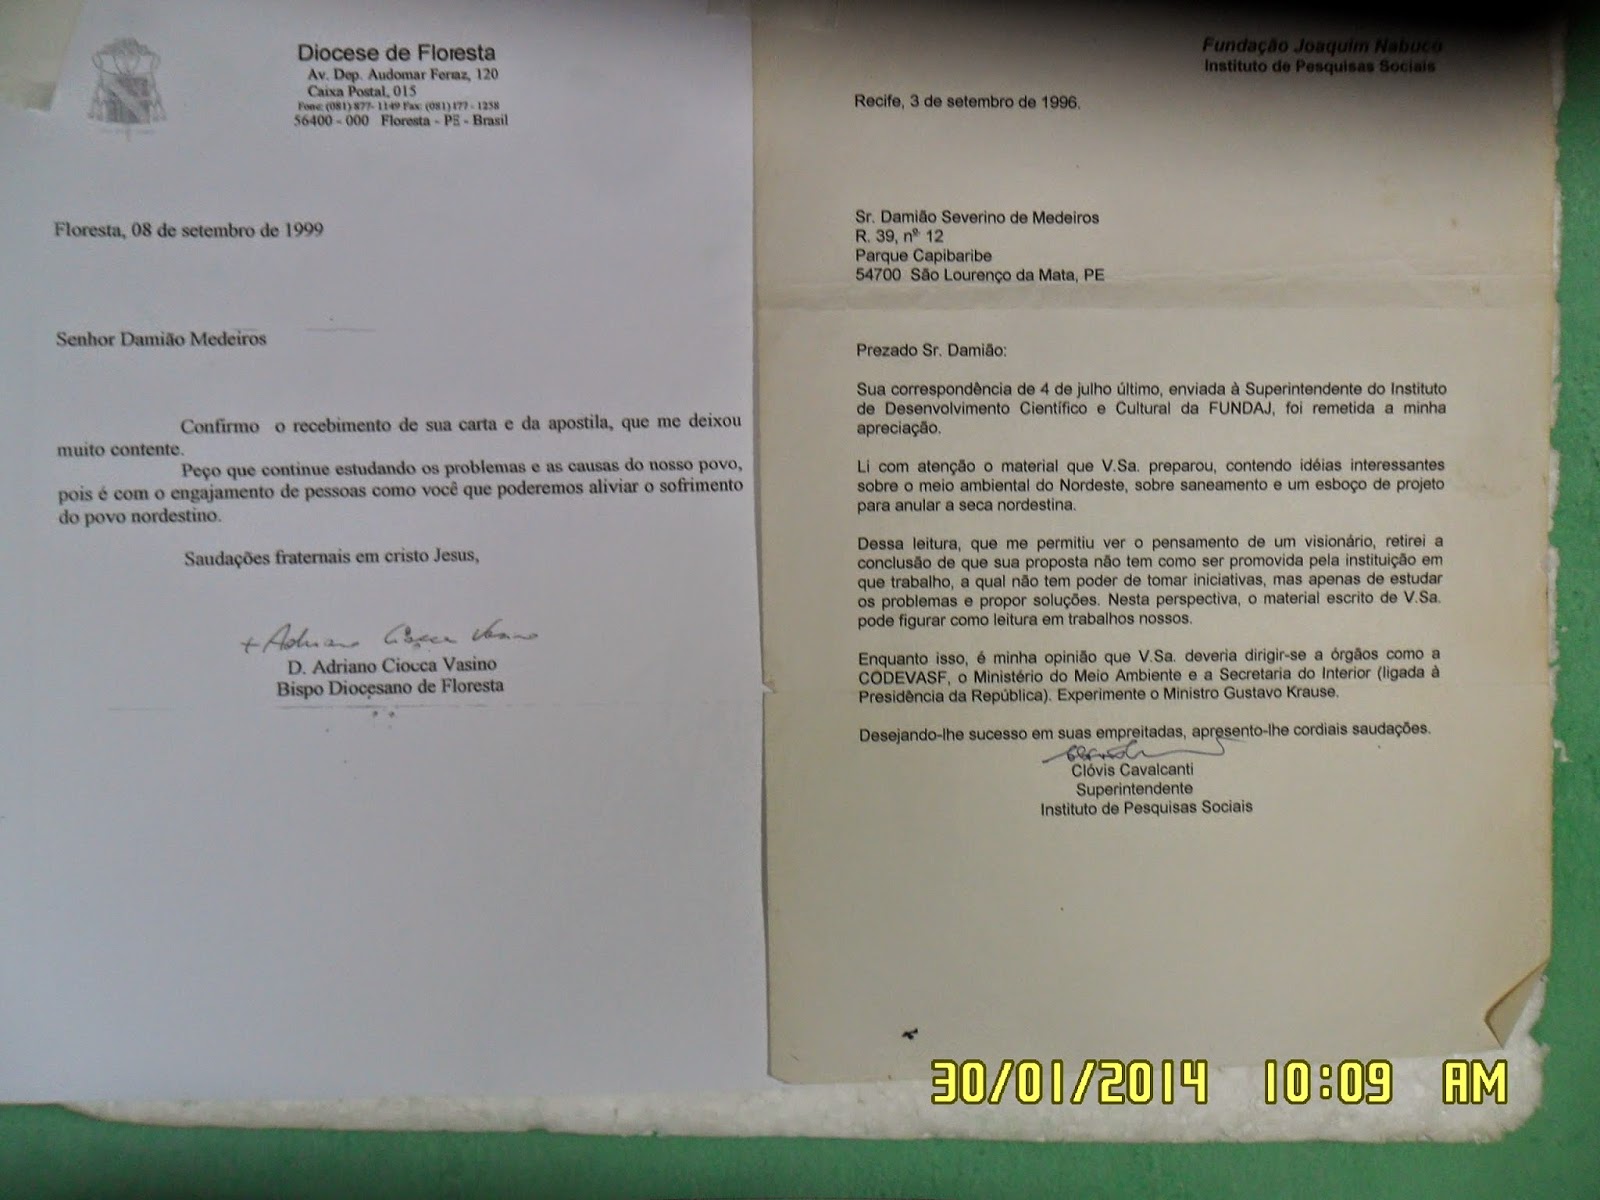 Diocese de Floresta
Av. Dep. Audomar Ferraz, 120
Caixa Postal, 015
Fone: (081) 877- 1149 Fax: (081) 877 - 1258
56400 - 000 Floresta - PE - Brasil
Floresta, 08 de setembro de 1999
Senhor Damião Medeiros
Confirmo o recebimento de sua carta e da apostila, que me deixou
muito contente.
Peço que continue estudando os problemas e as causas do nosso povo,
pois é com o engajamento de pessoas como você que poderemos aliviar o sofrimento
do povo nordestino.
Saudações fraternais em cristo Jesus,
+ Adriano Ciocca Vasino
D. Adriano Ciocca Vasino
Bispo Diocesano de Floresta
Fundação Joaquim Nabuco
Instituto de Pesquisas Sociais
Recife, 3 de setembro de 1996.
Sr. Damião Severino de Medeiros
R. 39, nº 12
Parque Capibaribe
54700 São Lourenço da Mata, PE
Prezado Sr. Damião:
Sua correspondência de 4 de julho último, enviada à Superintendente do Instituto
de Desenvolvimento Científico e Cultural da FUNDAJ, foi remetida a minha
apreciação.
Li com atenção o material que V.Sa. preparou, contendo idéias interessantes
sobre o meio ambiental do Nordeste, sobre saneamento e um esboço de projeto
para anular a seca nordestina.
Dessa leitura, que me permitiu ver o pensamento de um visionário, retirei a
conclusão de que sua proposta não tem como ser promovida pela instituição em
que trabalho, a qual não tem poder de tomar iniciativas, mas apenas de estudar
os problemas e propor soluções. Nesta perspectiva, o material escrito de V.Sa.
pode figurar como leitura em trabalhos nossos.
Enquanto isso, é minha opinião que V.Sa. deveria dirigir-se a órgãos como a
CODEVASF, o Ministério do Meio Ambiente e a Secretaria do Interior (ligada à
Presidência da República). Experimente o Ministro Gustavo Krause.
Desejando-lhe sucesso em suas empreitadas, apresento-lhe cordiais saudações.
Clóvis Cavalcanti
Superintendente
Instituto de Pesquisas Sociais
30/01/2014 10:09 AM